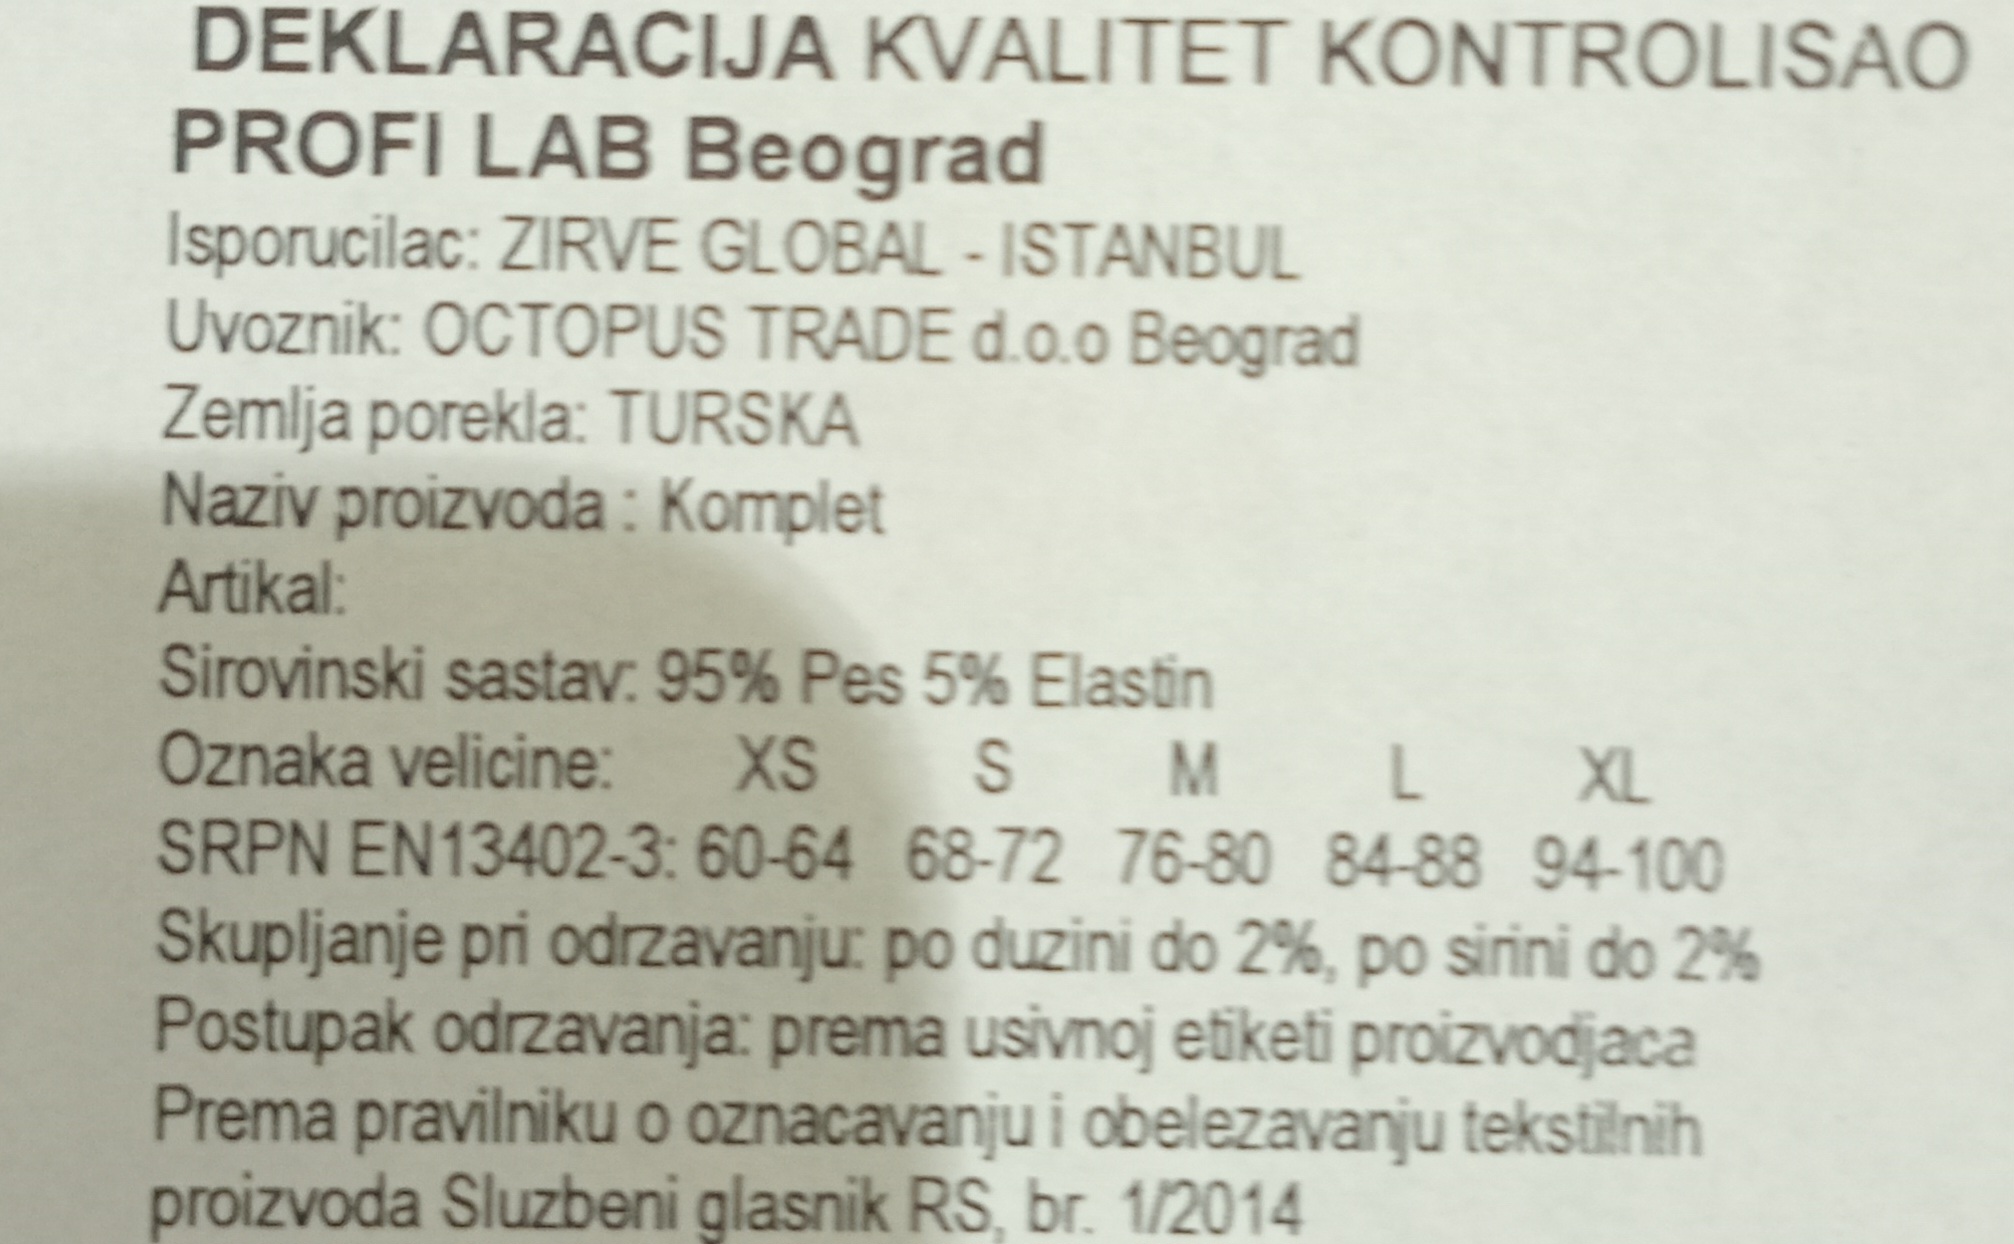 DEKLARACIJA KVALITET KONTROLISAO
PROFI LAB Beograd
Isporucilac: ZIRVE GLOBAL - ISTANBUL
Uvoznik: OCTOPUS TRADE d.o.o Beograd
Zemlja porekla: TURSKA
Naziv proizvoda : Komplet
Artikal:
Sirovinski sastav: 95% Pes 5% Elastin
Oznaka velicine: XS S M L XL
SRPN EN13402-3: 60-64 68-72 76-80 84-88 94-100
Skupljanje pri odrzavanju: po duzini do 2%, po sirini do 2%
Postupak odrzavanja: prema usivnoj etiketi proizvodjaca
Prema pravilniku o oznacavanju i obelezavanju tekstilnih
proizvoda Sluzbeni glasnik RS, br. 1/2014